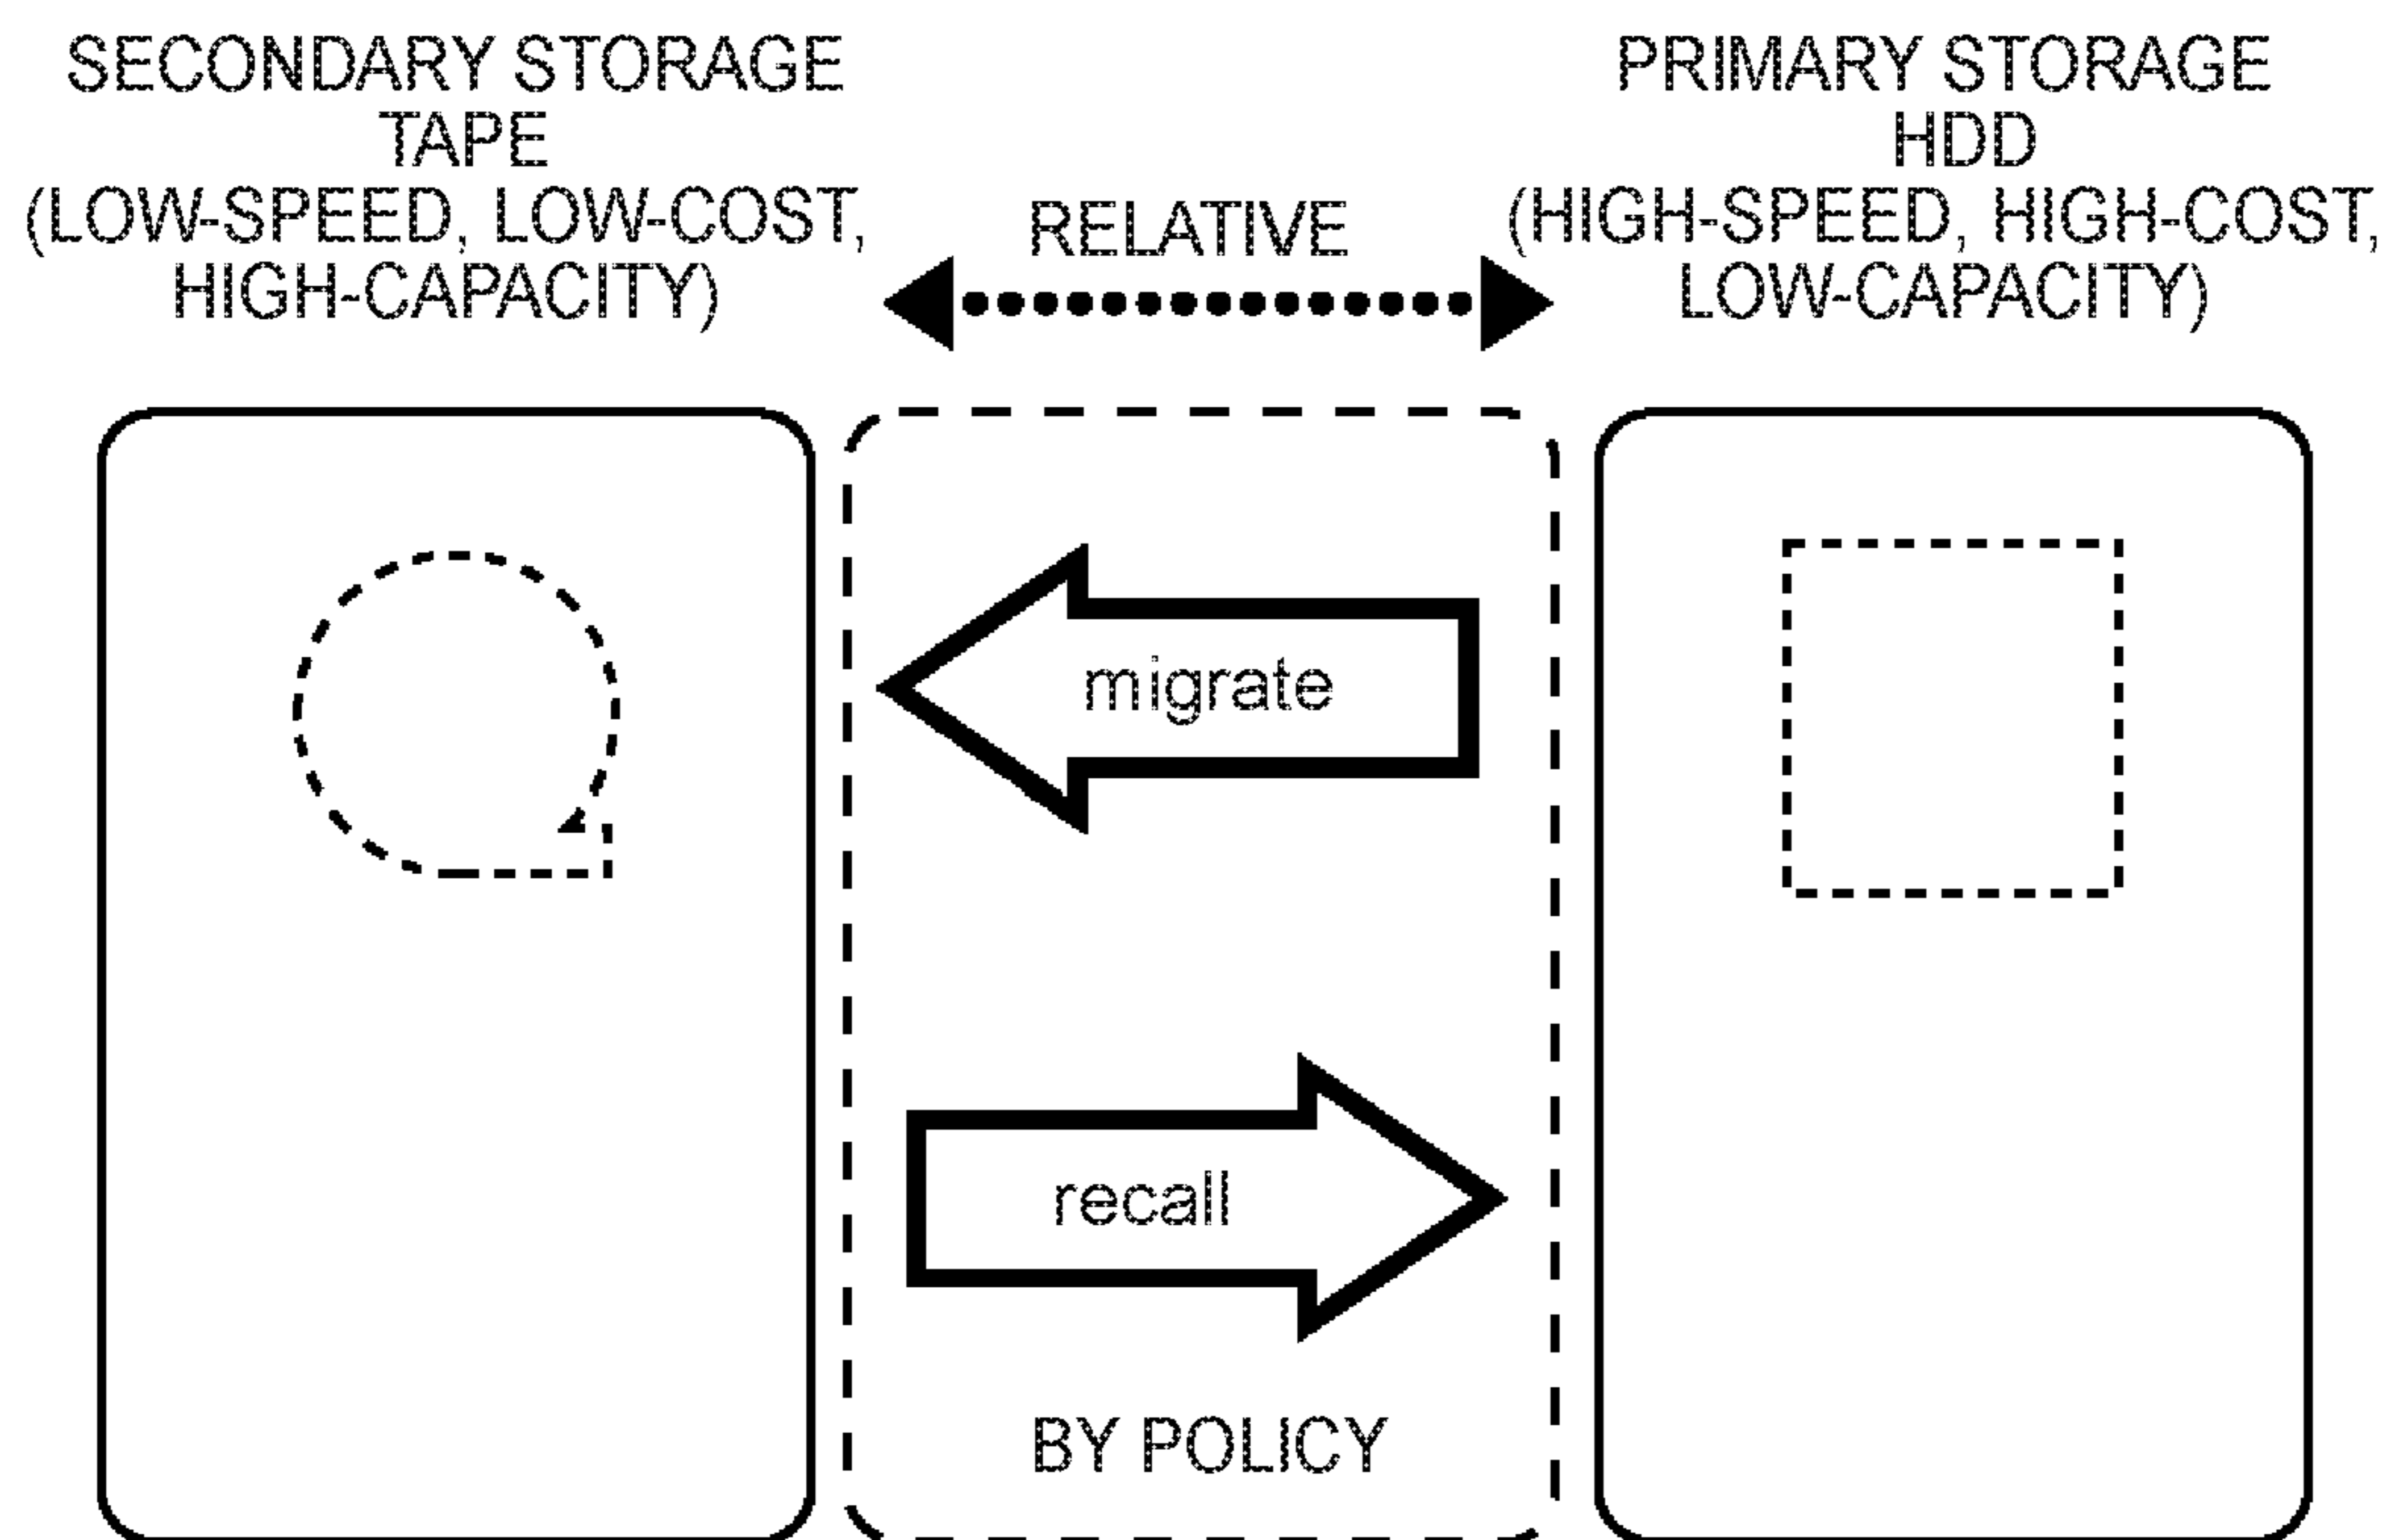 SECONDARY STORAGE
TAPE
(LOW-SPEED, LOW-COST,
HIGH-CAPACITY)
RELATIVE
PRIMARY STORAGE
HDD
(HIGH-SPEED, HIGH-COST,
LOW-CAPACITY)
migrate
recall
BY POLICY